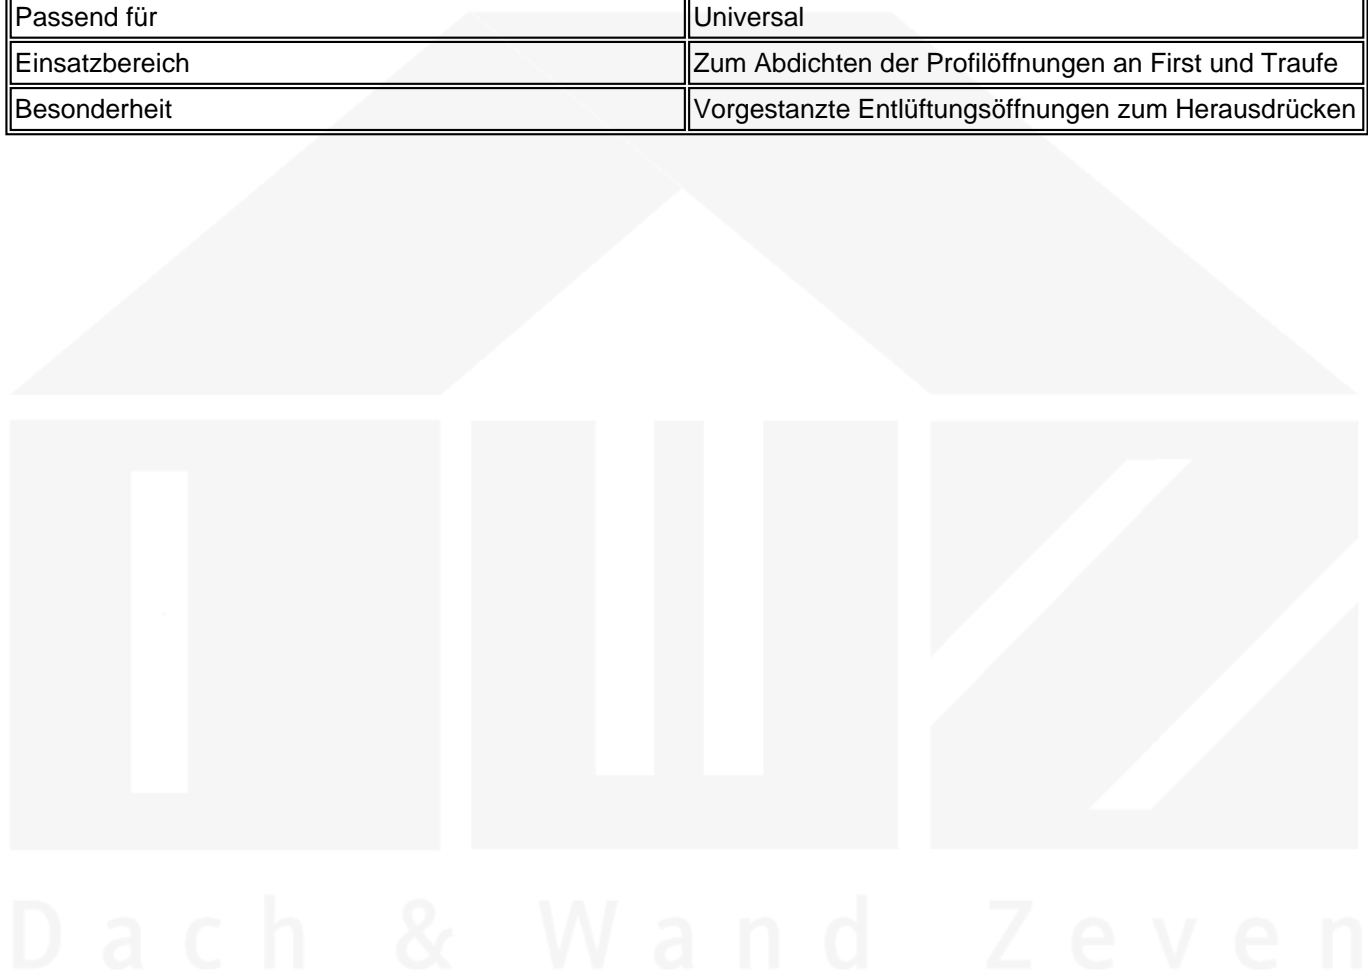 Passend für Universal
Einsatzbereich Zum Abdichten der Profilöffnungen an First und Traufe
Besonderheit Vorgestanzte Entlüftungsöffnungen zum Herausdrücken
Dach & Wand Zeven